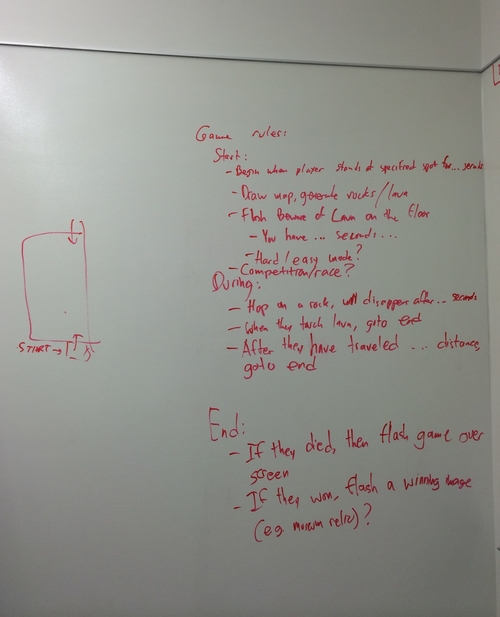 Game rules:
Start:
- Begin when player stands at specified spot for... seconds
- Draw map, generate rocks/lava
- Flash Beware of Lava on the floor
- You have ... seconds...
- Hard/easy mode?
- Competition/race?
During:
- Hop on a rock, will disappear after... seconds
- When they touch lava, goto end
- After they have traveled ... distance,
goto end
START →
End:
- If they died, then flash game over
screen
- If they won, flash a winning image
(e.g. museum relic)?